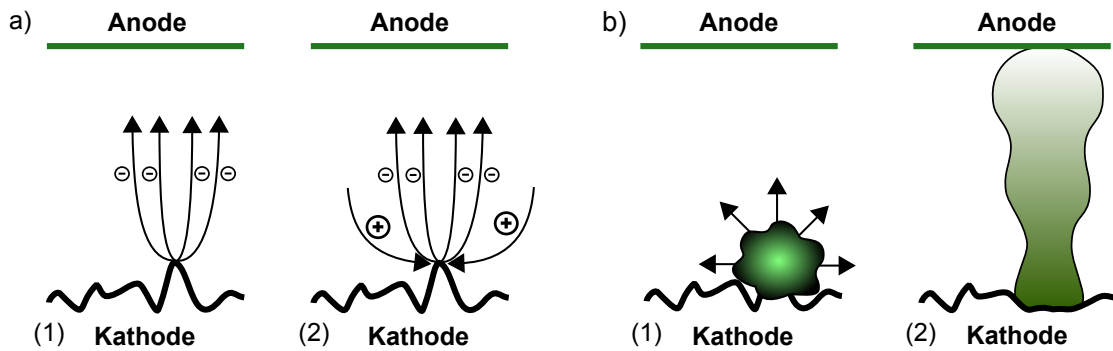 a)
Anode
Anode
b)
Anode
Anode
− − − −
− − − −
+ +
(1)
Kathode
(2)
Kathode
(1)
Kathode
(2)
Kathode